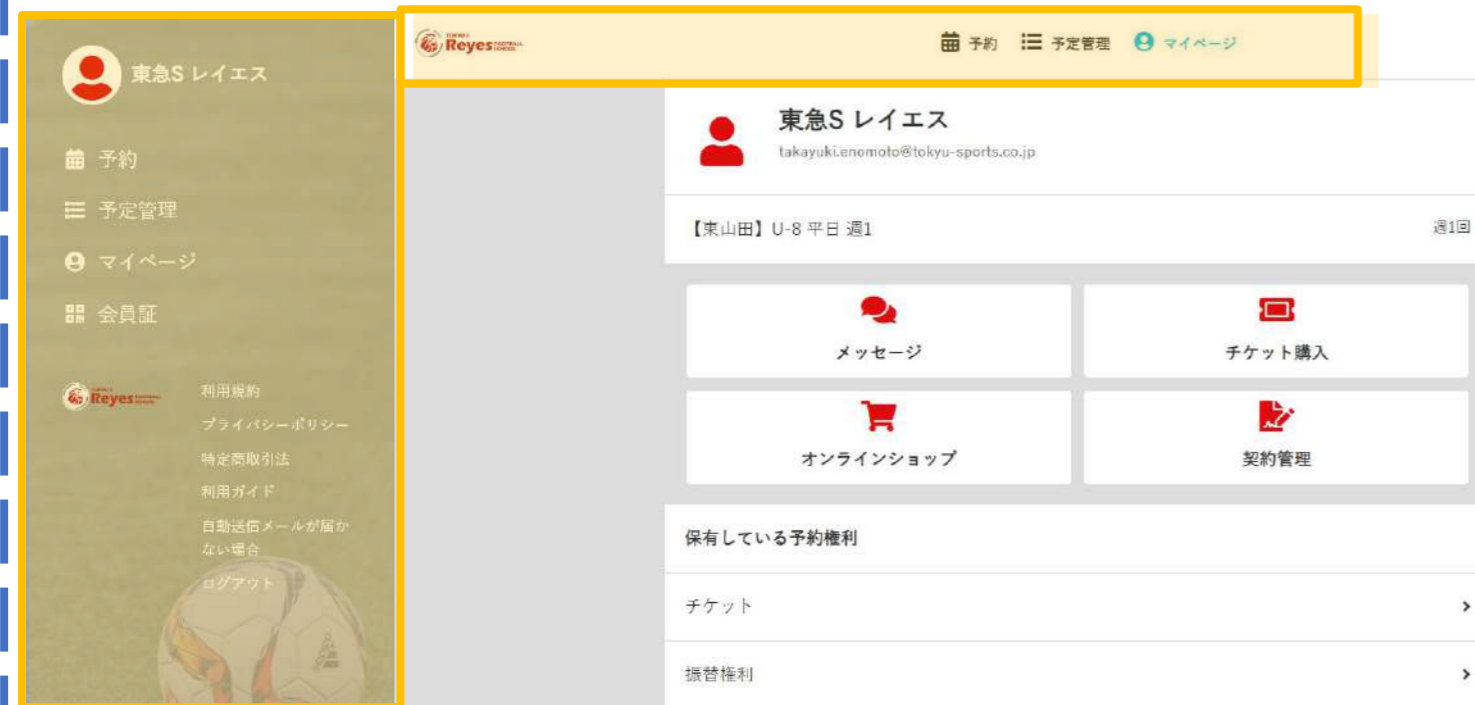 東急S レイエス
予約
予定管理
マイページ
会員証
TOKYU S
Reyes FOOTBALL SCHOOL
利用規約
プライバシーポリシー
特定商取引法
利用ガイド
自動送信メールが届か
ない場合
ログアウト
TOKYU S
Reyes FOOTBALL SCHOOL
予約 予定管理 マイページ
東急S レイエス
takayuki.enomoto@tokyu-sports.co.jp
【東山田】U-8 平日 週1 週1回
メッセージ チケット購入
オンラインショップ 契約管理
保有している予約権利
チケット
振替権利